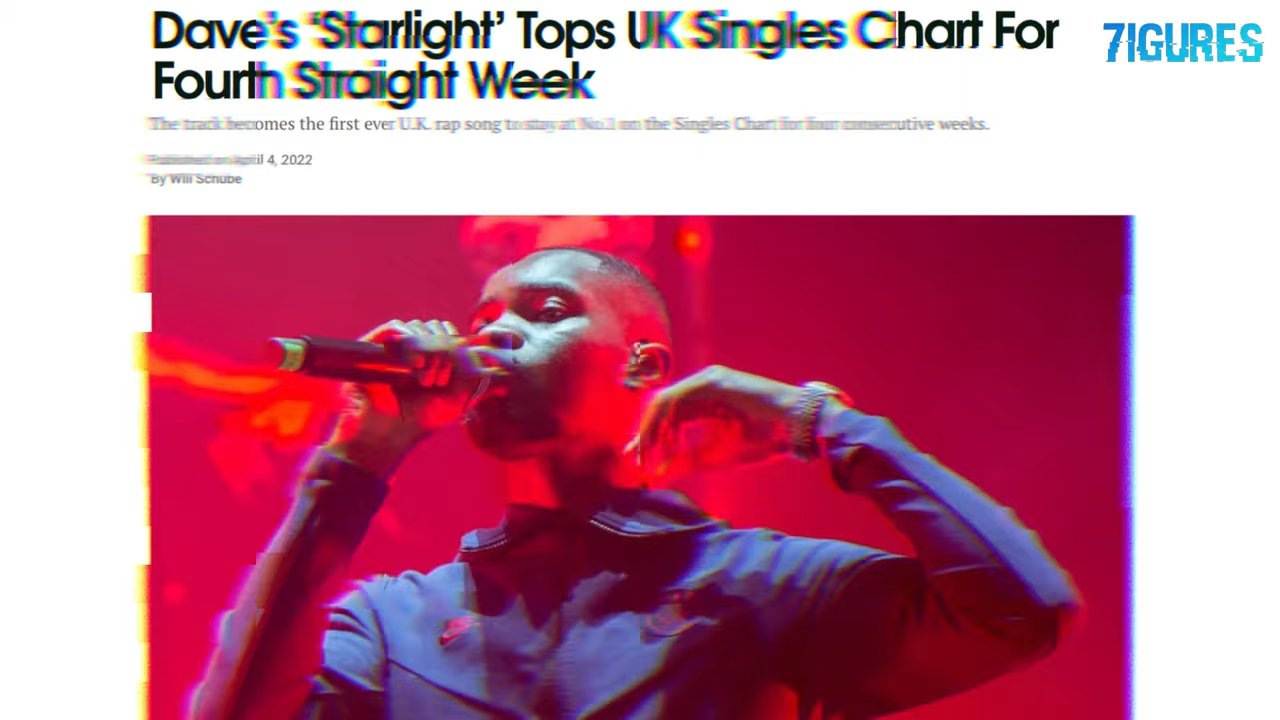 Dave’s ‘Starlight’ Tops UK Singles Chart For
Fourth Straight Week
The track becomes the first ever U.K. rap song to stay at No.1 on the Singles Chart for four consecutive weeks.
Published on April 4, 2022
By Will Schube
7IGURES